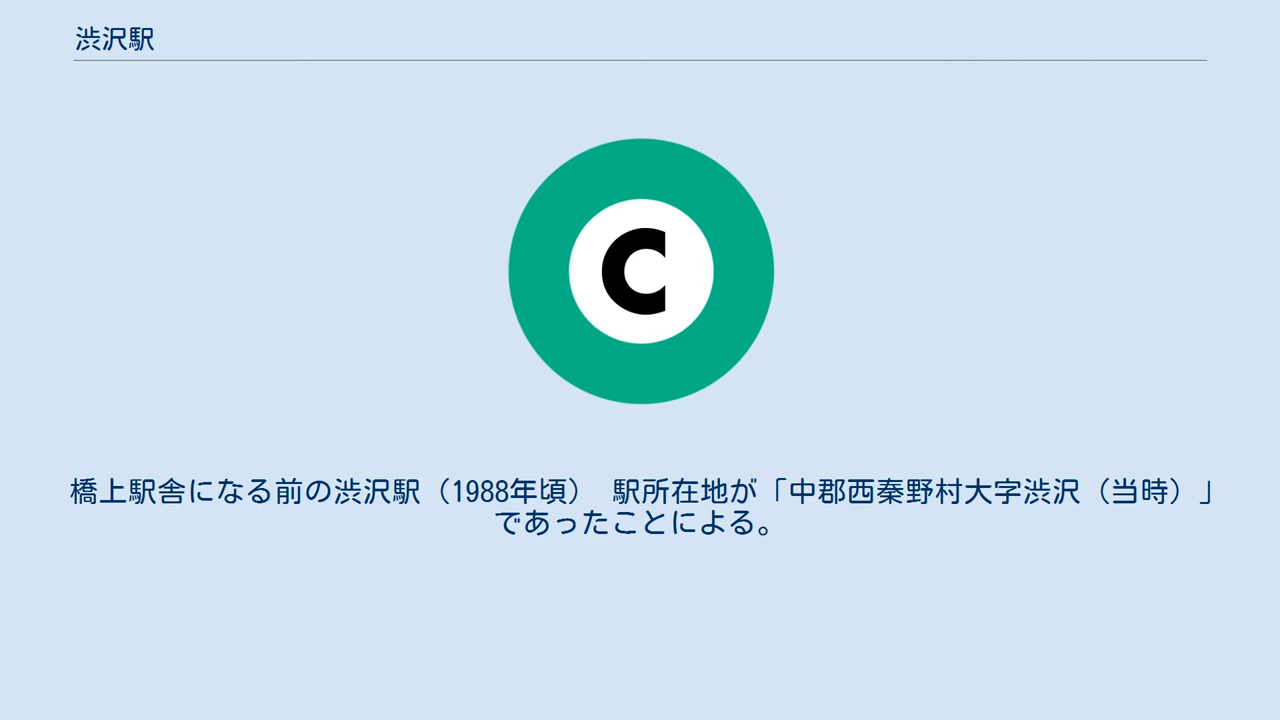 渋沢駅
C
橋上駅舎になる前の渋沢駅（1988年頃） 駅所在地が「中郡西秦野村大字渋沢（当時）」
であったことによる。